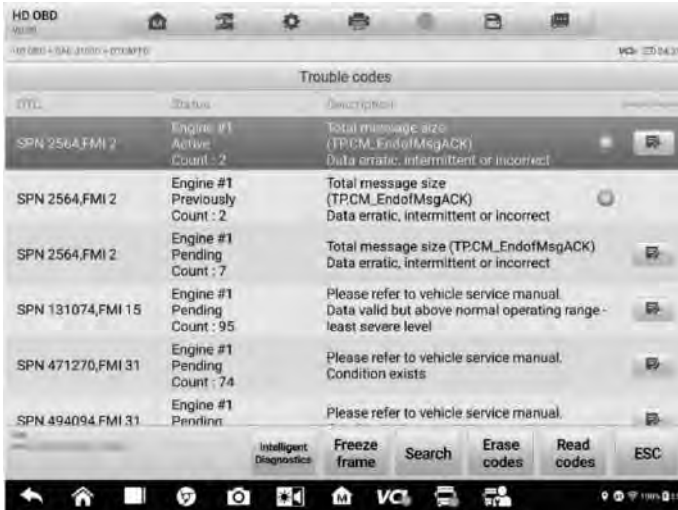 HD OBD
Trouble codes
Status
Description
SPN 2564,FMI 2
Engine #1
Active
Count : 2
Total message size
(TP.CM_EndofMsgACK)
Data erratic, intermittent or incorrect
SPN 2564,FMI 2
Engine #1
Previously
Count : 2
Total message size
(TP.CM_EndofMsgACK)
Data erratic, intermittent or incorrect
SPN 2564,FMI 2
Engine #1
Pending
Count : 7
Total message size (TP.CM_EndofMsgACK)
Data erratic, intermittent or incorrect
SPN 131074,FMI 15
Engine #1
Pending
Count : 95
Please refer to vehicle service manual.
Data valid but above normal operating range -
least severe level
SPN 471270,FMI 31
Engine #1
Pending
Count : 74
Please refer to vehicle service manual.
Condition exists
SPN 494094,FMI 31
Engine #1
Pending
Please refer to vehicle service manual.
Intelligent
Diagnostics
Freeze
frame
Search
Erase
codes
Read
codes
ESC
M
VCI